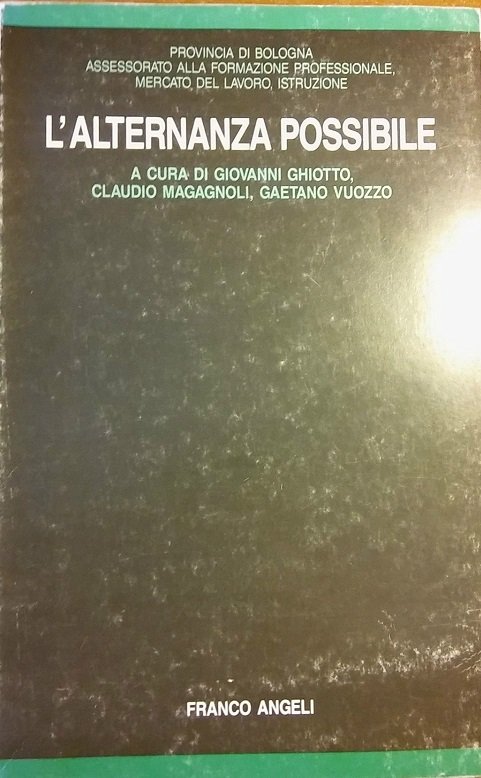 PROVINCIA DI BOLOGNA
ASSESSORATO ALLA FORMAZIONE PROFESSIONALE,
MERCATO DEL LAVORO, ISTRUZIONE
L'ALTERNANZA POSSIBILE
A CURA DI GIOVANNI GHIOTTO,
CLAUDIO MAGAGNOLI, GAETANO VUOZZO
FRANCO ANGELI